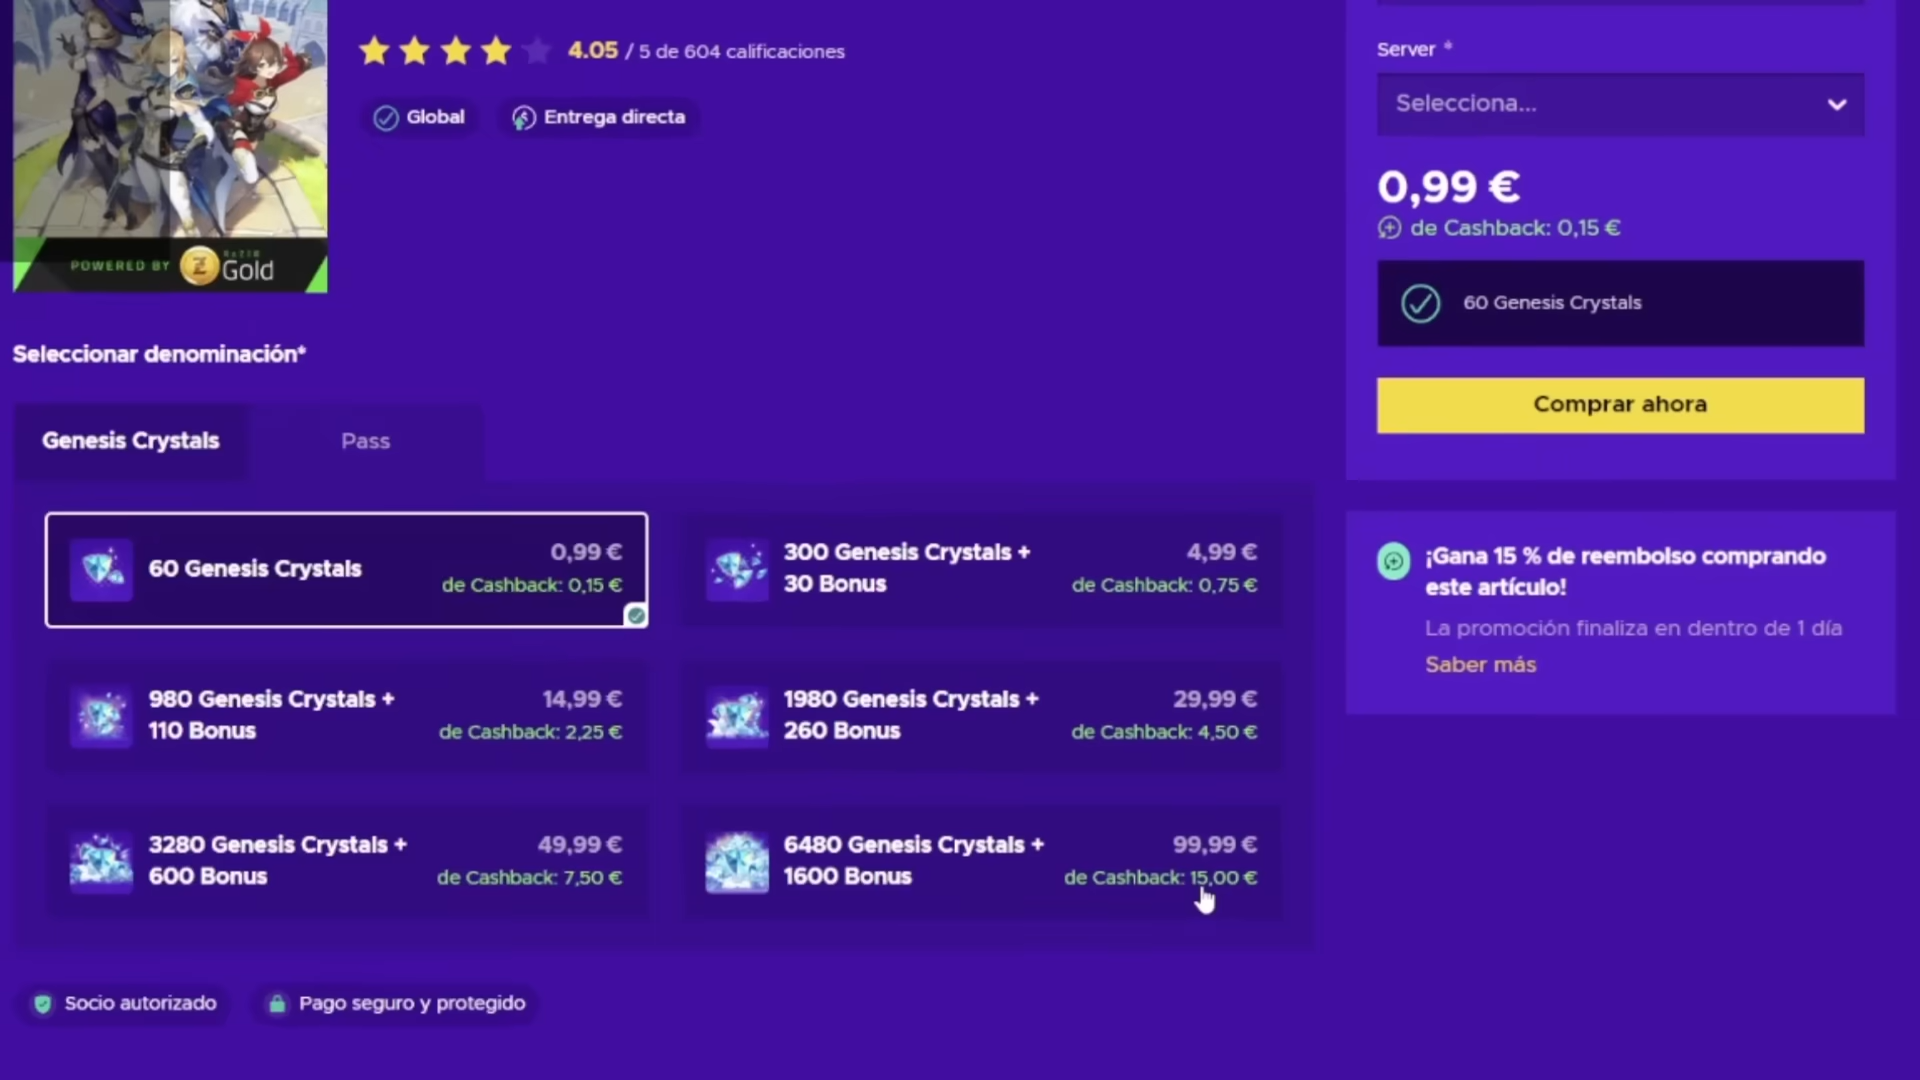 4.05 / 5 de 604 calificaciones
Global
Entrega directa
POWERED BY
RAZER
Gold
Seleccionar denominación*
Genesis Crystals
Pass
60 Genesis Crystals
0,99 €
de Cashback: 0,15 €
300 Genesis Crystals +
30 Bonus
4,99 €
de Cashback: 0,75 €
980 Genesis Crystals +
110 Bonus
14,99 €
de Cashback: 2,25 €
1980 Genesis Crystals +
260 Bonus
29,99 €
de Cashback: 4,50 €
3280 Genesis Crystals +
600 Bonus
49,99 €
de Cashback: 7,50 €
6480 Genesis Crystals +
1600 Bonus
99,99 €
de Cashback: 15,00 €
Socio autorizado
Pago seguro y protegido
Server *
Selecciona...
0,99 €
de Cashback: 0,15 €
60 Genesis Crystals
Comprar ahora
¡Gana 15 % de reembolso comprando
este artículo!
La promoción finaliza en dentro de 1 día
Saber más